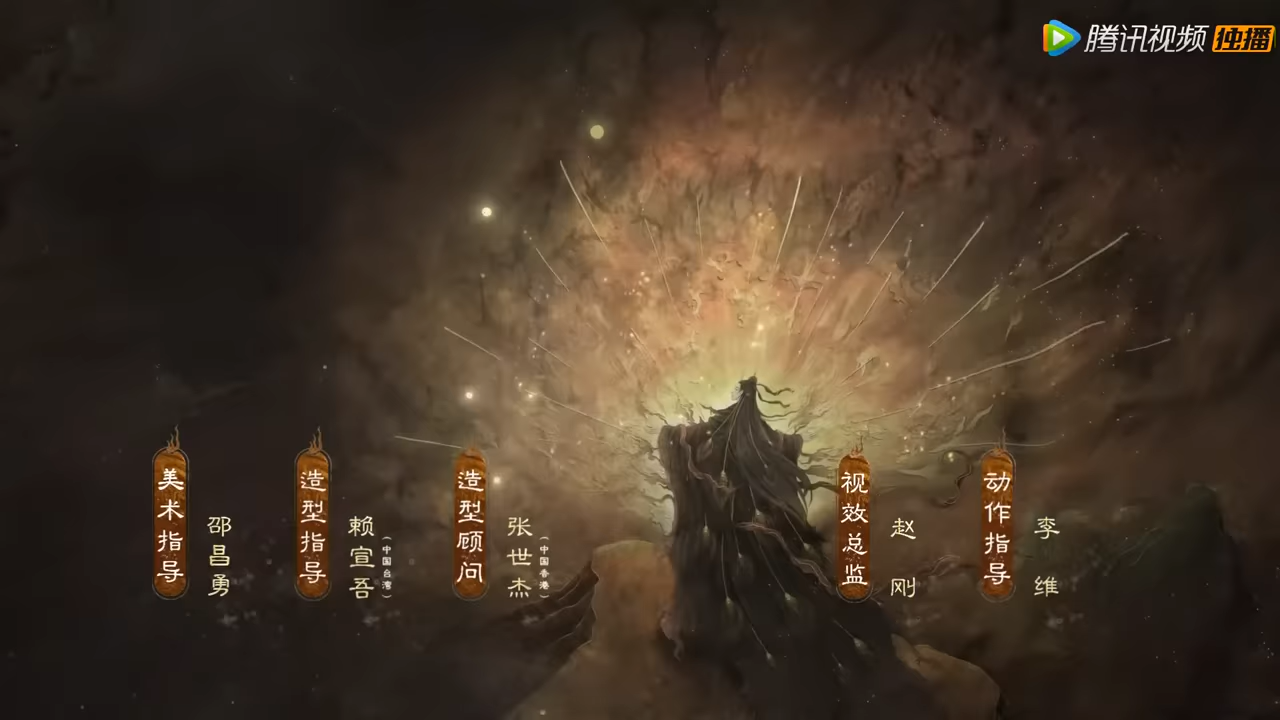 腾讯视频 独播
美术指导
邵昌勇
造型指导
赖宣吾
(中国台湾)
造型顾问
张世杰
(中国香港)
视效总监
赵刚
动作指导
李维